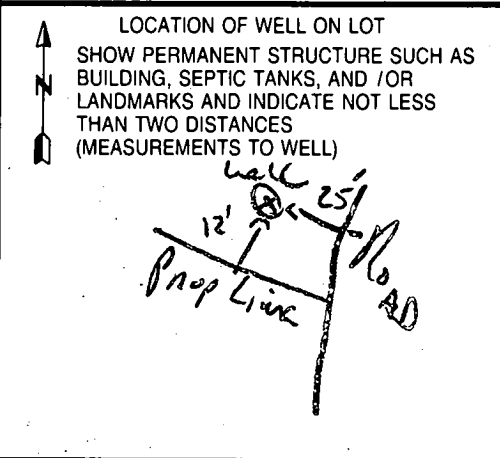 LOCATION OF WELL ON LOT
N
SHOW PERMANENT STRUCTURE SUCH AS
BUILDING, SEPTIC TANKS, AND /OR
LANDMARKS AND INDICATE NOT LESS
THAN TWO DISTANCES
(MEASUREMENTS TO WELL)
well
25'
12'
Road
Prop Line